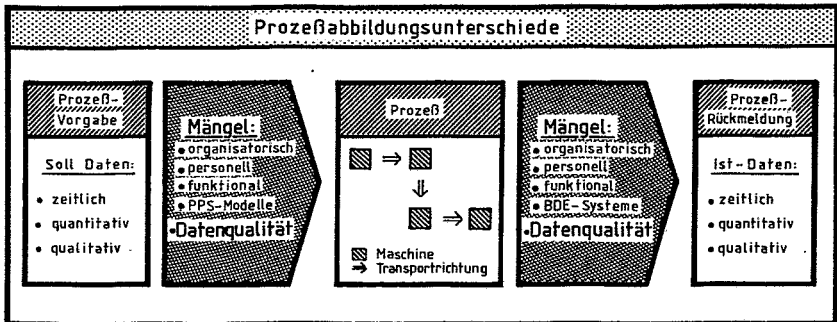 Prozeßabbildungsunterschiede
Prozeß-
Vorgabe
Soll Daten:
• zeitlich
• quantitativ
• qualitativ
Mängel:
• organisatorisch
• personell
• funktional
• PPS-Modelle
•Datenqualität
Prozeß
Maschine
⇒ Transportrichtung
Mängel:
• organisatorisch
• personell
• funktional
• BDE-Systeme
•Datenqualität
Prozeß-
Rückmeldung
Ist-Daten:
• zeitlich
• quantitativ
• qualitativ